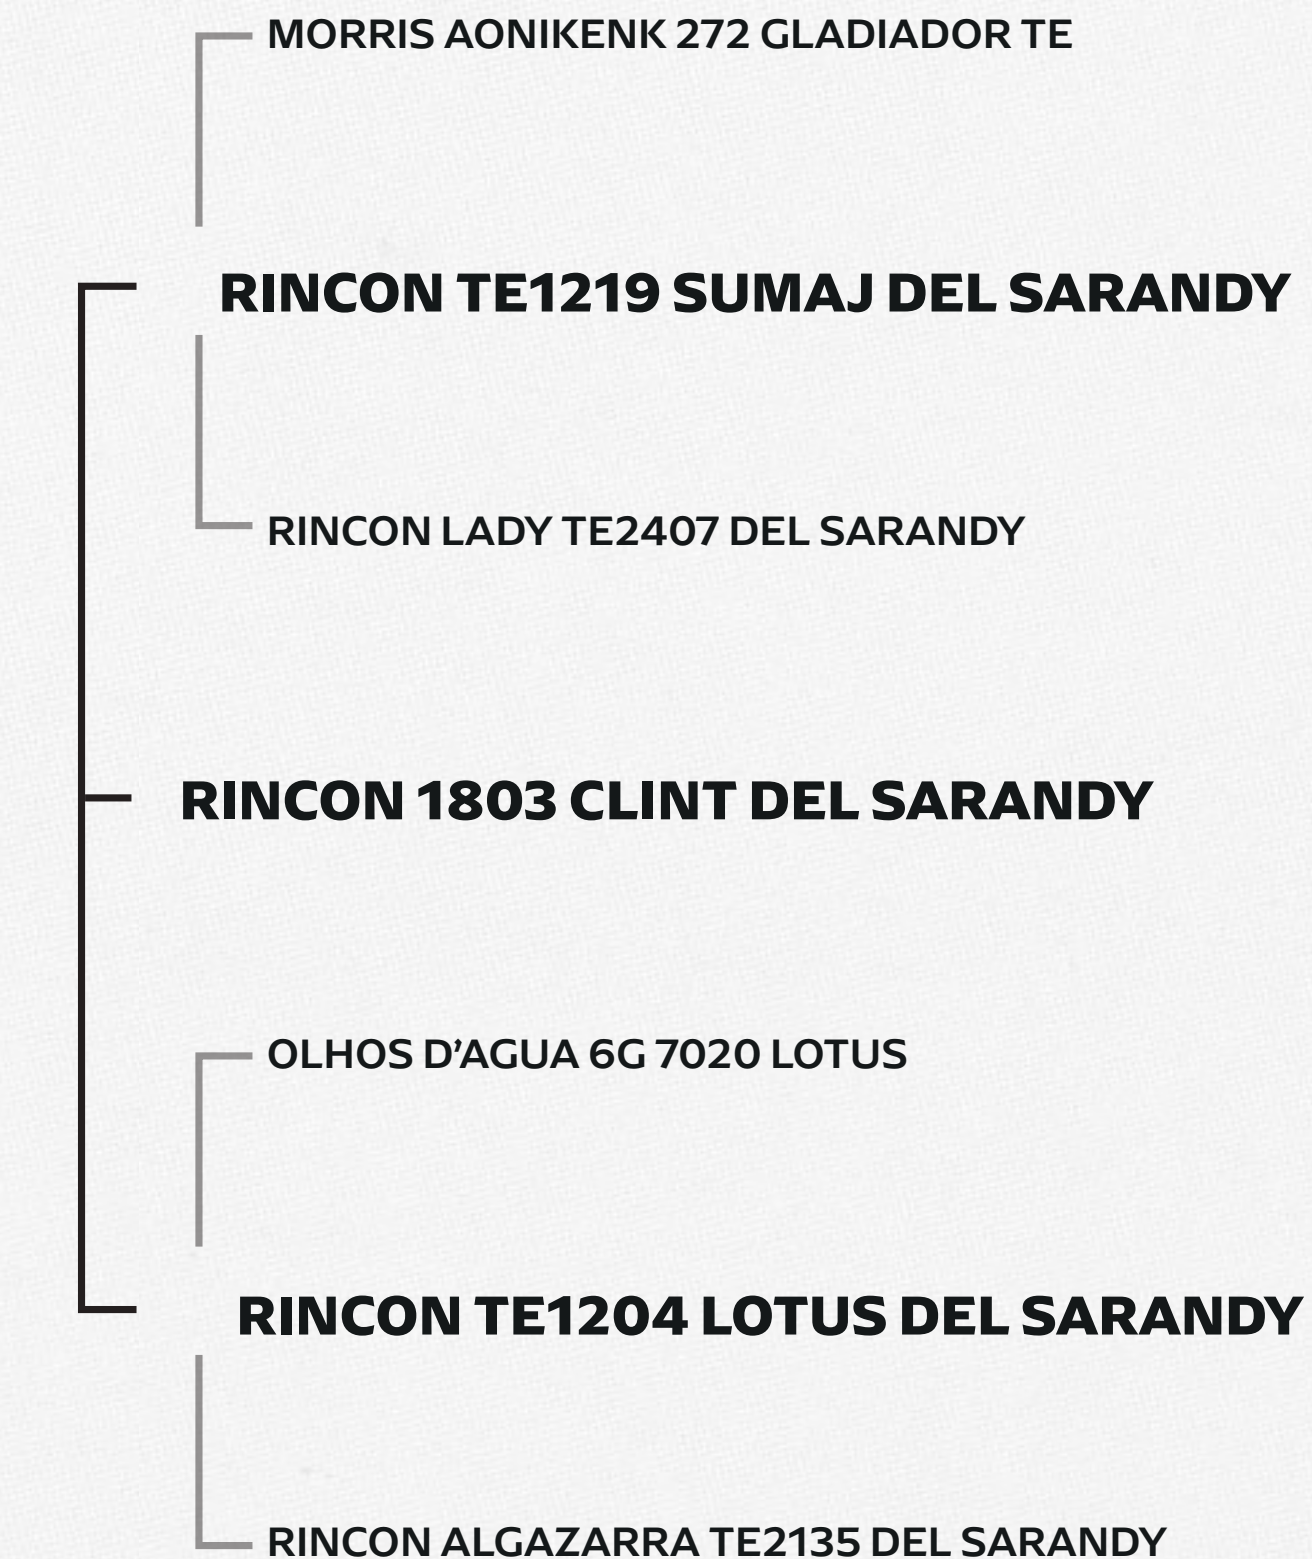 MORRIS AONIKENK 272 GLADIADOR TE
RINCON TE1219 SUMAJ DEL SARANDY
RINCON LADY TE2407 DEL SARANDY
RINCON 1803 CLINT DEL SARANDY
OLHOS D’AGUA 6G 7020 LOTUS
RINCON TE1204 LOTUS DEL SARANDY
RINCON ALGAZARRA TE2135 DEL SARANDY